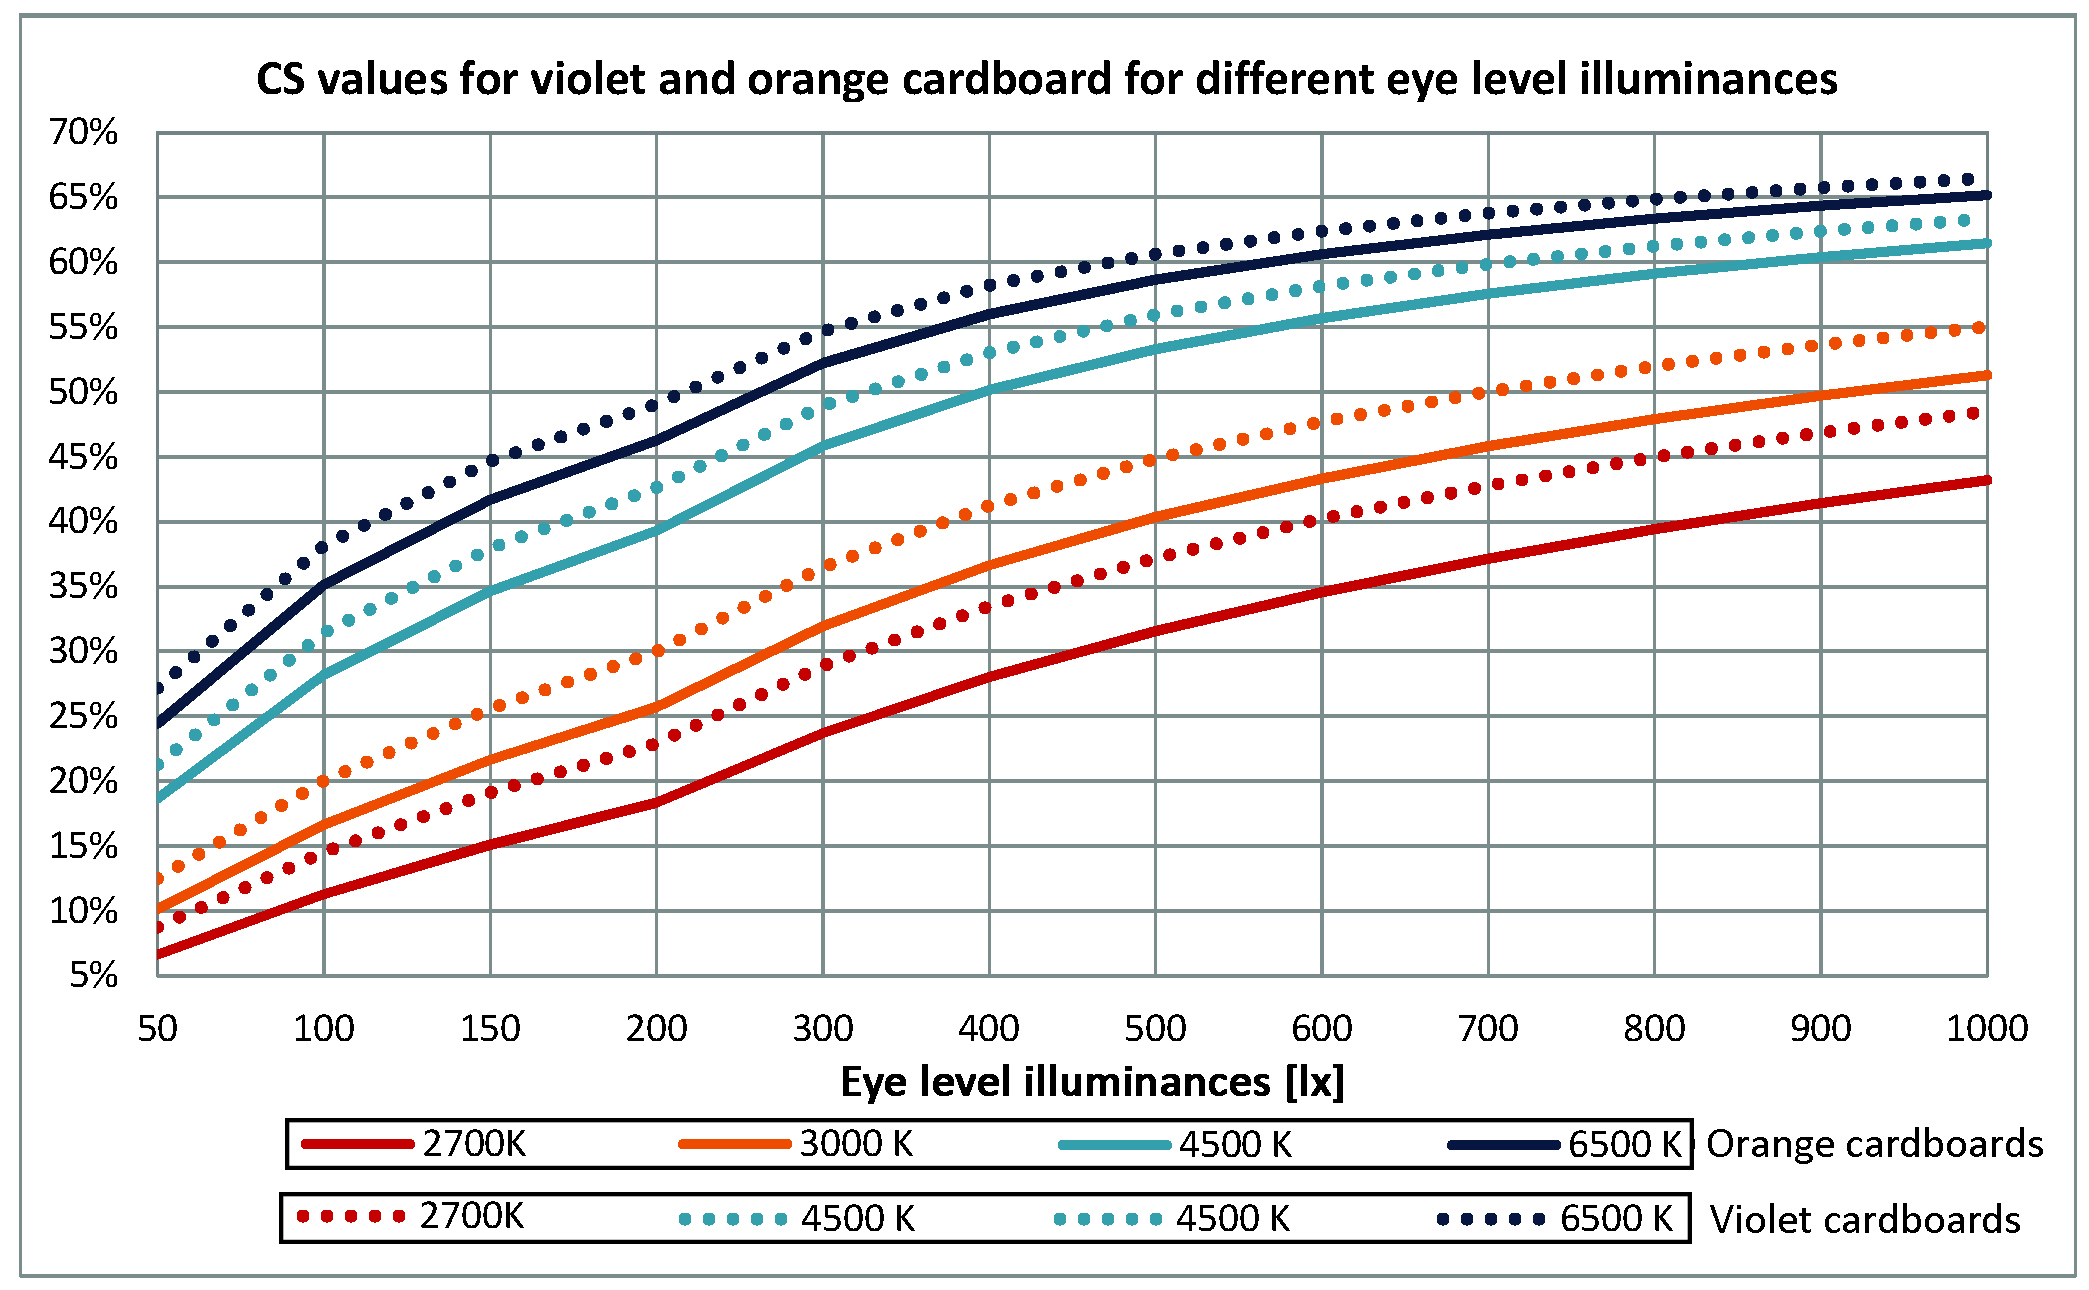 CS values for violet and orange cardboard for different eye level illuminances
70%
65%
60%
55%
50%
45%
40%
35%
30%
25%
20%
15%
10%
5%
50 100 150 200 300 400 500 600 700 800 900 1000
Eye level illuminances [lx]
2700K 3000 K 4500 K 6500 K Orange cardboards
2700K 4500 K 4500 K 6500 K Violet cardboards